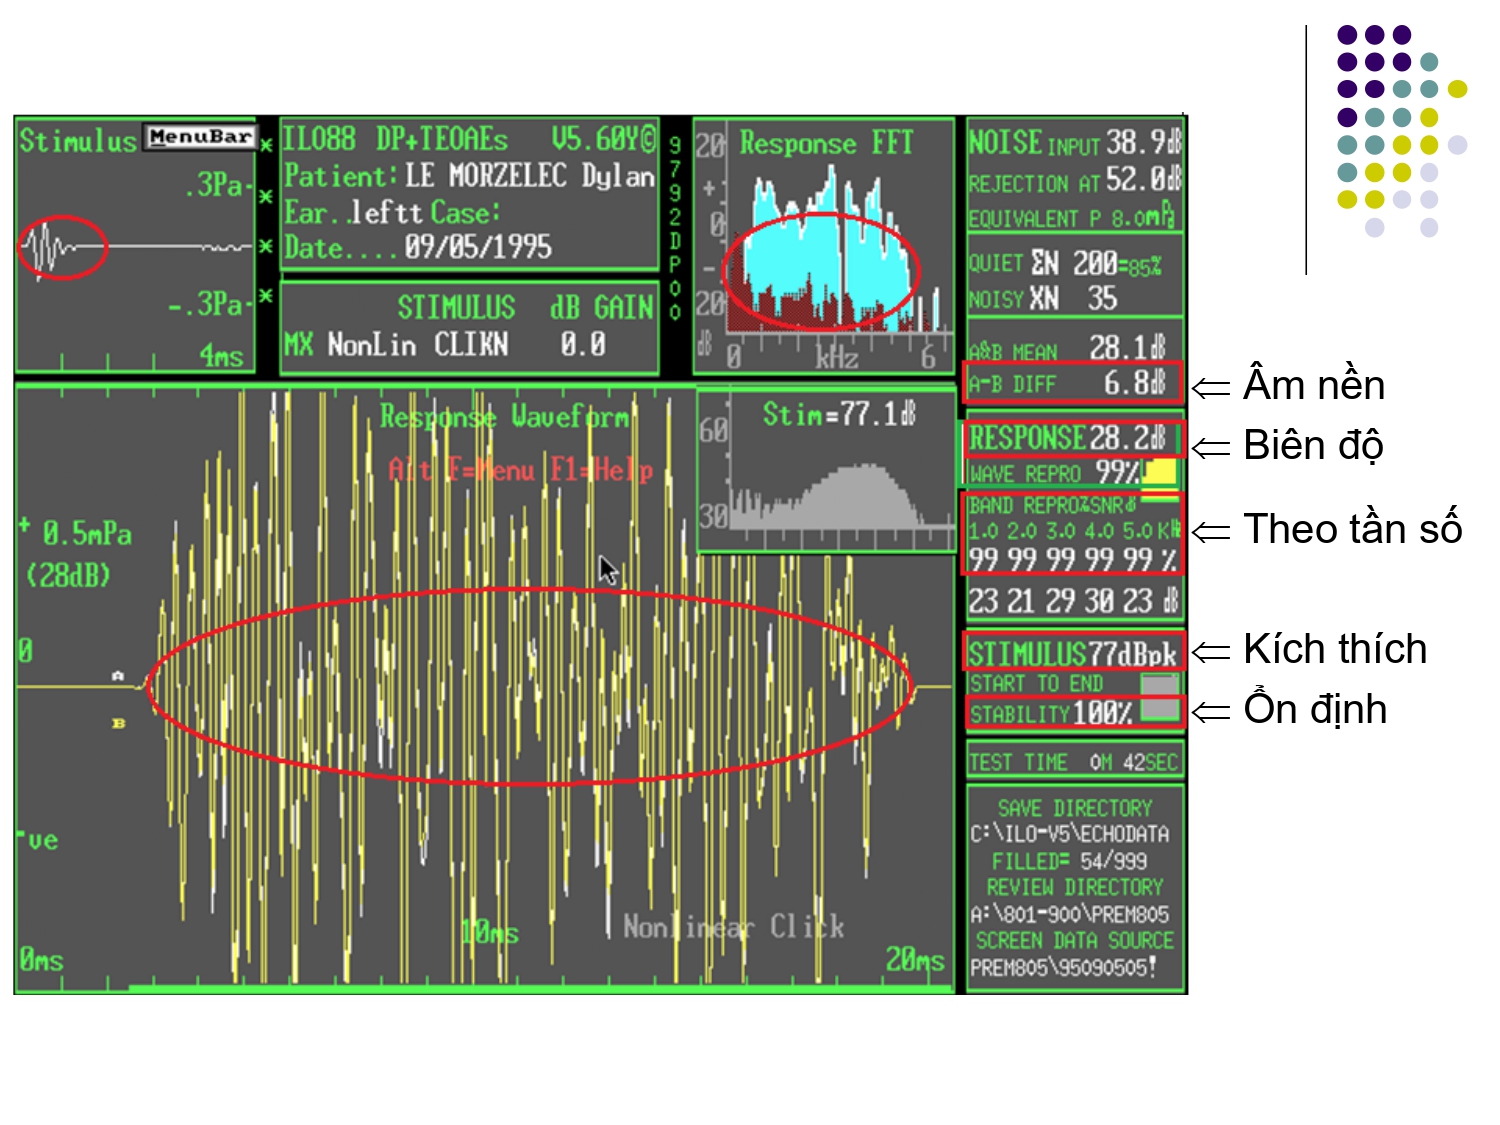 Stimulus
MenuBar
.3Pa
-.3Pa
4ms
ILO88 DP+TEOAEs V5.60Y©
Patient: LE MORZELEC Dylan
Ear..leftt Case:
Date.... 09/05/1995
STIMULUS dB GAIN
MX NonLin CLIKN 0.0
9792DP00
Response FFT
20
+
0
-
20
dB
0 kHz 6
NOISE INPUT 38.9dB
REJECTION AT 52.0dB
EQUIVALENT P 8.0mPa
QUIET ΣN 200=85%
NOISY XN 35
A&B MEAN 28.1dB
A-B DIFF 6.8dB
⇐ Âm nền
RESPONSE 28.2dB
⇐ Biên độ
WAVE REPRO 99%
BAND REPRO%SNRdB
1.0 2.0 3.0 4.0 5.0 KHz
99 99 99 99 99 %
⇐ Theo tần số
23 21 29 30 23 dB
STIMULUS 77dBpk
⇐ Kích thích
START TO END
STABILITY 100%
⇐ Ổn định
TEST TIME 0M 42SEC
SAVE DIRECTORY
C:\ILO-V5\ECHODATA
FILLED= 54/999
REVIEW DIRECTORY
A:\801-900\PREM805
SCREEN DATA SOURCE
PREM805\95090505!
Response Waveform
Alt F=Menu F1=Help
Stim=77.1dB
60
30
+ 0.5mPa
(28dB)
0
A
B
-ve
10ms
Nonlinear Click
0ms
20ms